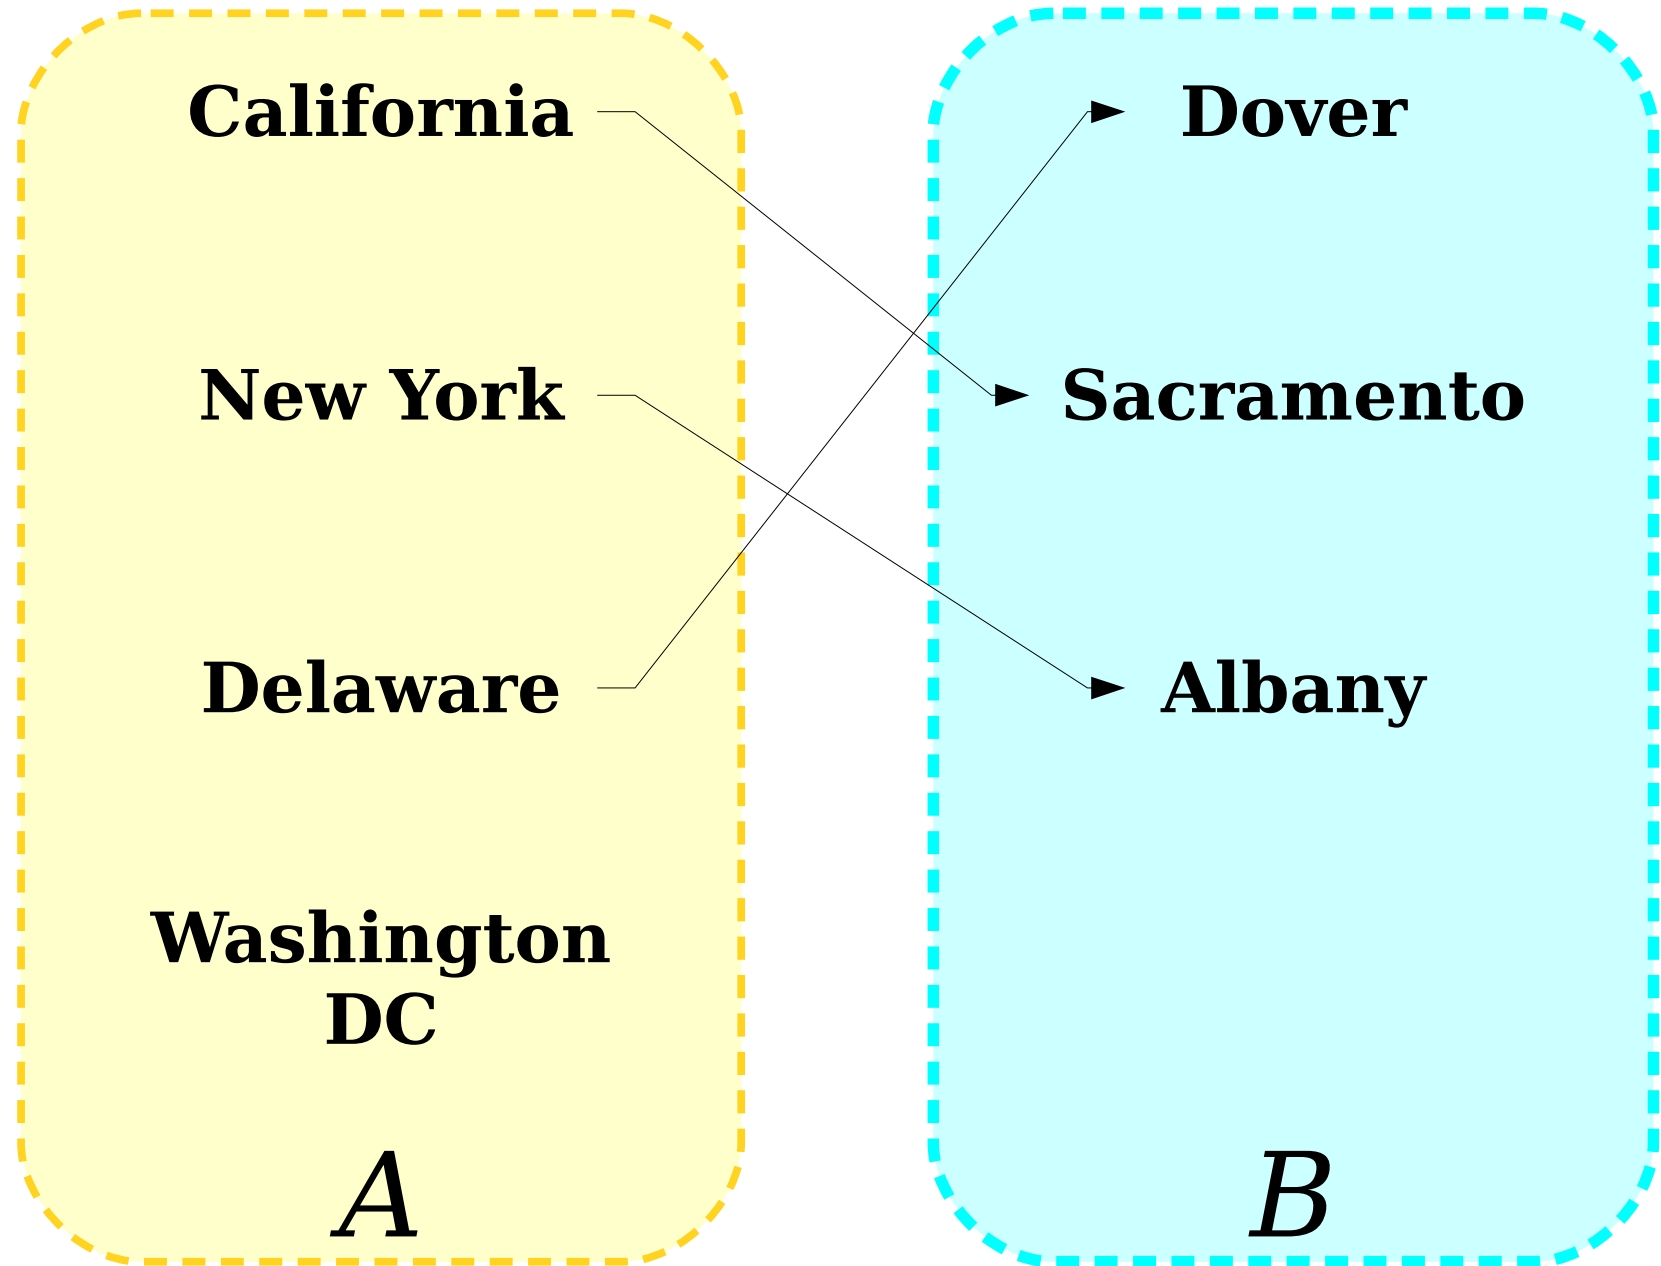 California
New York
Delaware
Washington
DC
A
Dover
Sacramento
Albany
B